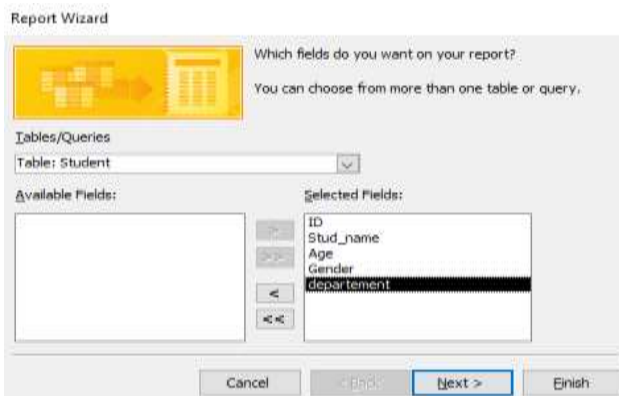 Report Wizard
Which fields do you want on your report?
You can choose from more than one table or query.
Tables/Queries
Table: Student
Available Fields:
Selected Fields:
ID
Stud_name
Age
Gender
departement
>
>>
<
<<
Cancel
< Back
Next >
Finish